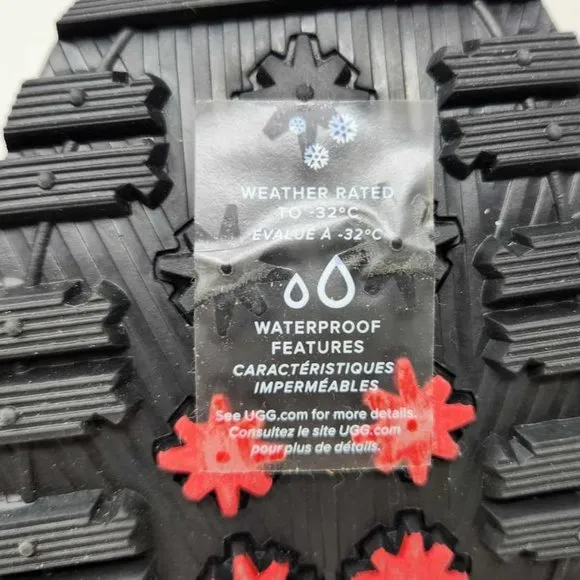 WEATHER RATED
TO -32°C
ÉVALUÉ À -32°C
WATERPROOF
FEATURES
CARACTÉRISTIQUES
IMPERMÉABLES
See UGG.com for more details.
Consultez le site UGG.com
pour plus de détails.